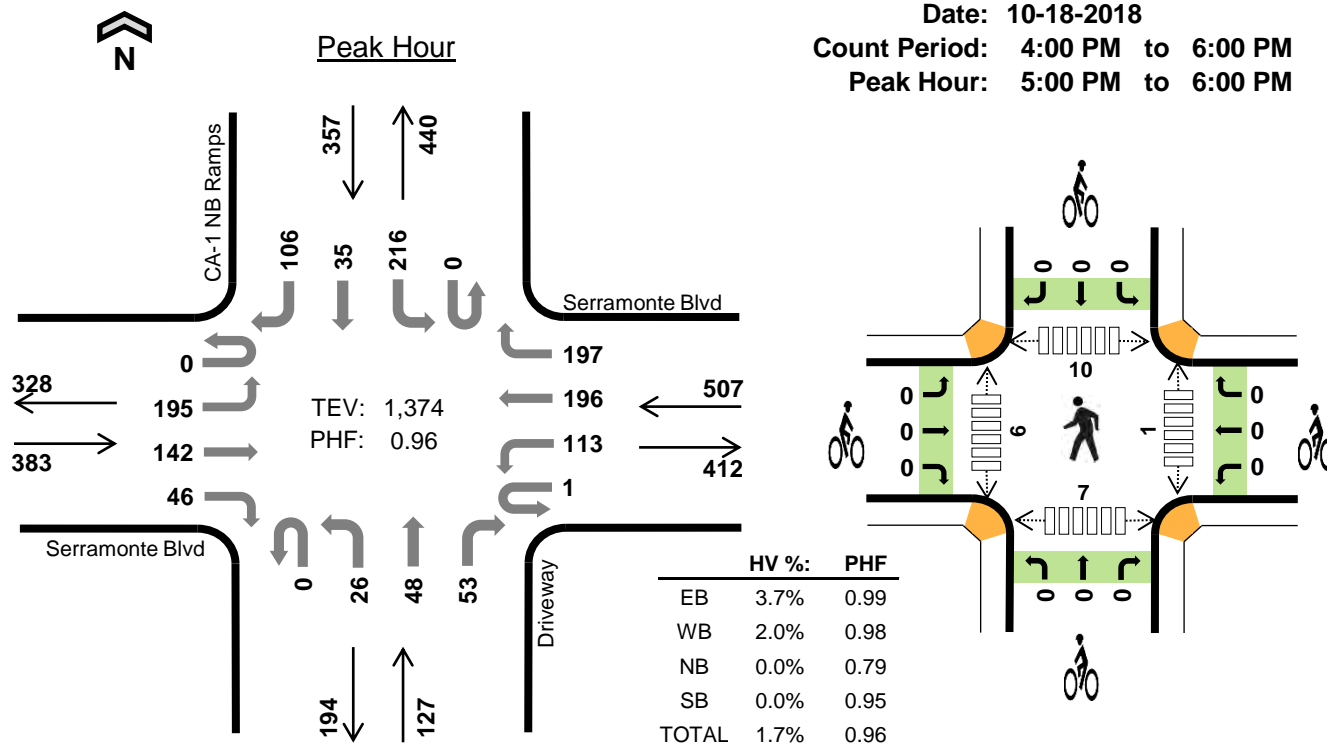 Date: 10-18-2018
Count Period: 4:00 PM to 6:00 PM
Peak Hour: 5:00 PM to 6:00 PM
N
Peak Hour
357
440
CA-1 NB Ramps
106
35
216
0
Serramonte Blvd
0
195
142
46
328
383
TEV: 1,374
PHF: 0.96
197
196
113
1
507
412
Serramonte Blvd
0
26
48
53
Driveway
194
127
HV %: PHF
EB 3.7% 0.99
WB 2.0% 0.98
NB 0.0% 0.79
SB 0.0% 0.95
TOTAL 1.7% 0.96
0 0 0
10
0
0
0
6
1
0
0
0
7
0 0 0